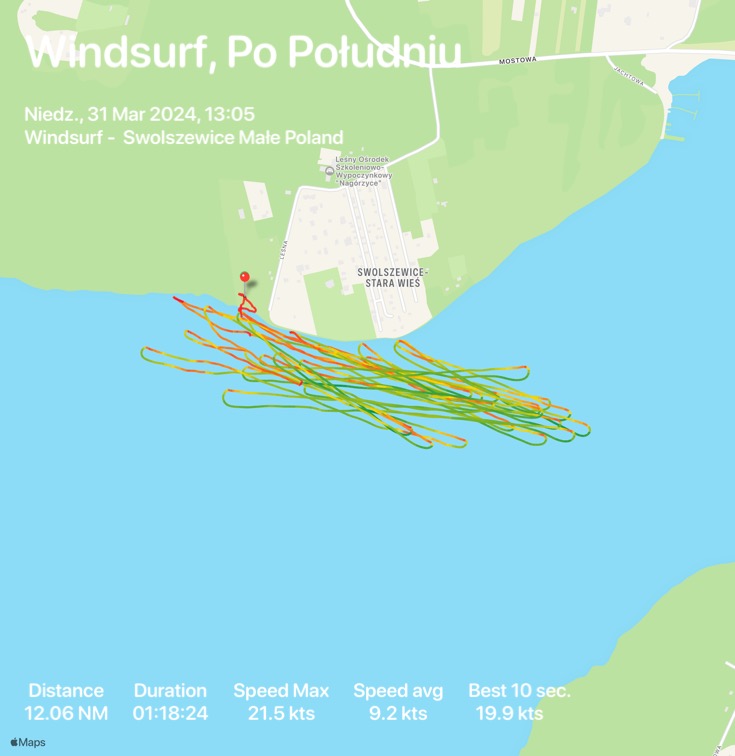 Windsurf, Po Południu
MOSTOWA
JACHTOWA
Niedz., 31 Mar 2024, 13:05
Windsurf - Swolszewice Małe Poland
Leśny Ośrodek
Szkoleniowo-
Wypoczynkowy
"Nagórzyce"
LEŚNA
SWOLSZEWICE-
STARA WIEŚ
Distance Duration Speed Max Speed avg Best 10 sec.
12.06 NM 01:18:24 21.5 kts 9.2 kts 19.9 kts
Maps